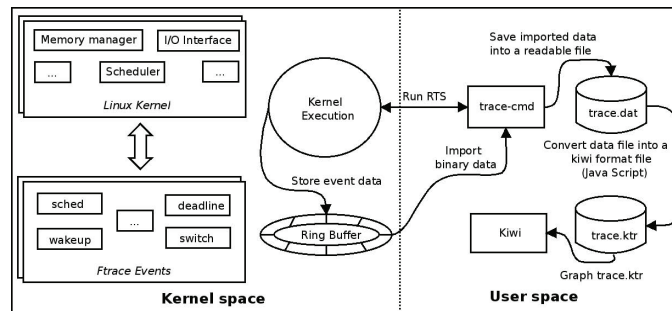 Memory manager
I/O Interface
...
Scheduler
...
Linux Kernel
sched
deadline
...
wakeup
switch
Ftrace Events
Kernel
Execution
Store event data
Ring Buffer
Kernel space
Run RTS
Import
binary data
trace-cmd
Save imported data
into a readable file
trace.dat
Convert data file into a
kiwi format file
(Java Script)
trace.ktr
Kiwi
Graph trace.ktr
User space